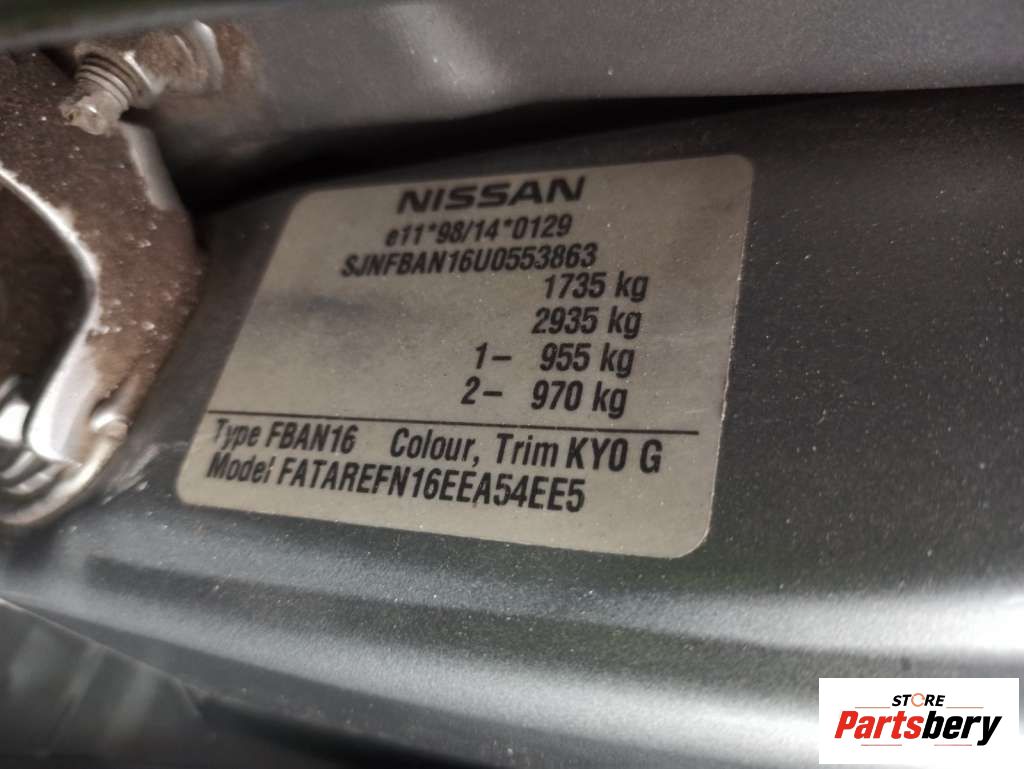 NISSAN
e11*98/14*0129
SJNFBAN16U0553863
1735 kg
2935 kg
1- 955 kg
2- 970 kg
Type FBAN16 Colour, Trim KY0 G
Model FATAREFN16EEA54EE5
STORE
Partsbery